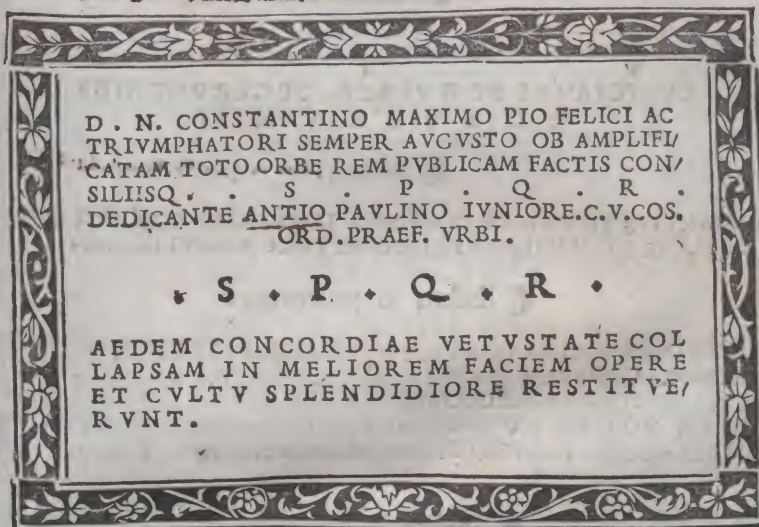 D . N. CONSTANTINO MAXIMO PIO FELICI AC
TRIVMPHATORI SEMPER AVGVSTO OB AMPLIFI/
CATAM TOTO ORBE REM PVBLICAM FACTIS CON/
SILIISQ . . S . P . Q . R .
DEDICANTE ANTIO PAVLINO IVNIORE.C.V.COS.
ORD.PRAEF. VRBI.
. S . P . Q . R .
AEDEM CONCORDIAE VETVSTATE COL
LAPSAM IN MELIOREM FACIEM OPERE
ET CVLTV SPLENDIDIORE RESTITVE/
RVNT.